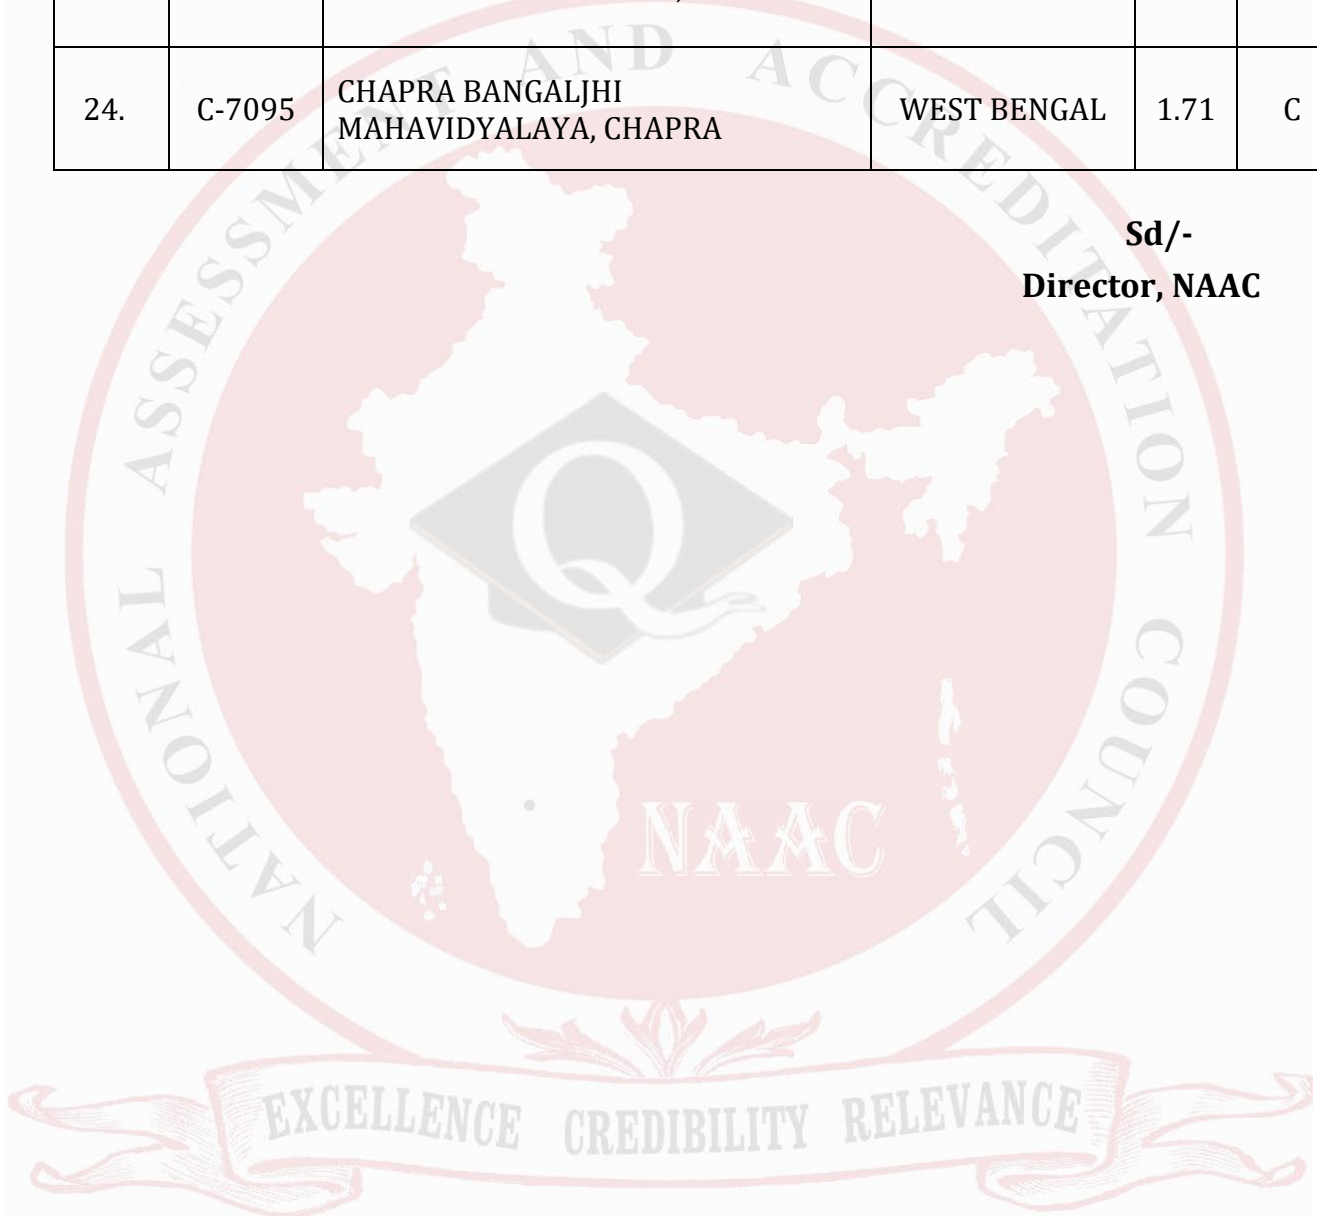 24. C-7095 CHAPRA BANGALJHI WEST BENGAL 1.71 C
MAHAVIDYALAYA, CHAPRA
Sd/-
Director, NAAC
NATIONAL ASSESSMENT AND ACCREDITATION COUNCIL
Q
NAAC
EXCELLENCE CREDIBILITY RELEVANCE